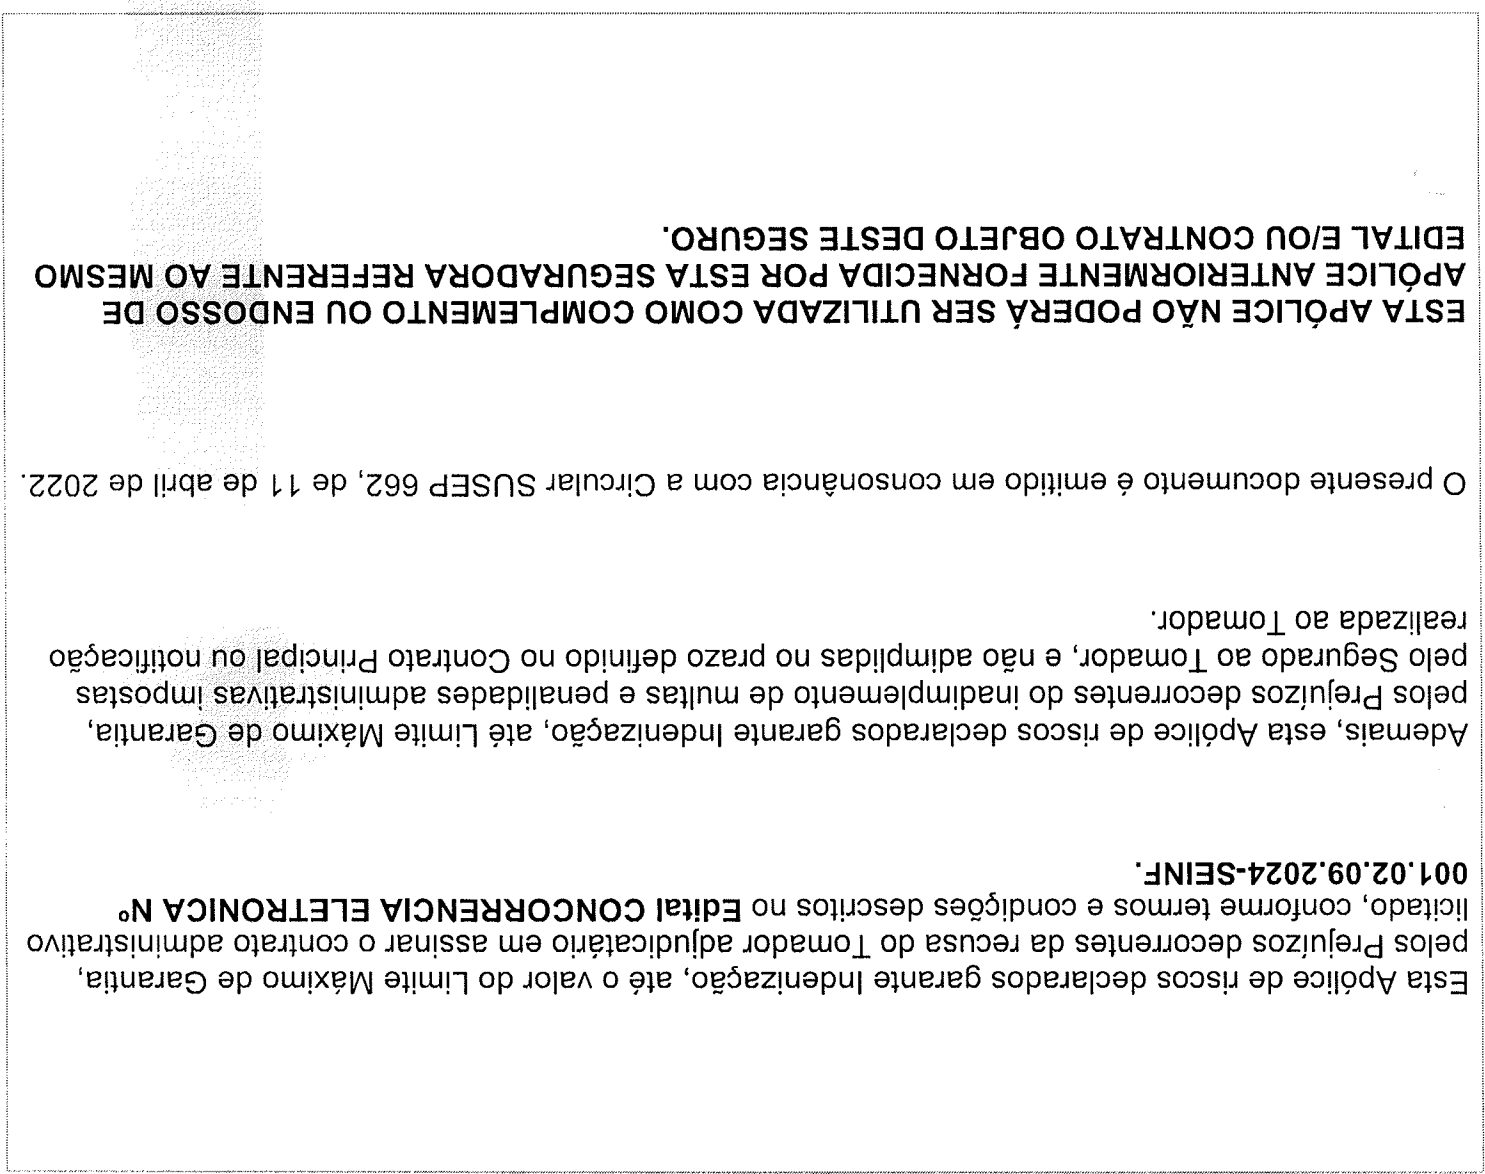 Esta Apólice de riscos declarados garante Indenização, até o valor do Limite Máximo de Garantia,
pelos Prejuízos decorrentes da recusa do Tomador adjudicatário em assinar o contrato administrativo
licitado, conforme termos e condições descritos no Edital CONCORRENCIA ELETRONICA Nº
001.02.09.2024-SEINF.
Ademais, esta Apólice de riscos declarados garante Indenização, até Limite Máximo de Garantia,
pelos Prejuízos decorrentes do inadimplemento de multas e penalidades administrativas impostas
pelo Segurado ao Tomador, e não adimplidas no prazo definido no Contrato Principal ou notificação
realizada ao Tomador.
O presente documento é emitido em consonância com a Circular SUSEP 662, de 11 de abril de 2022.
ESTA APÓLICE NÃO PODERÁ SER UTILIZADA COMO COMPLEMENTO OU ENDOSSO DE
APÓLICE ANTERIORMENTE FORNECIDA POR ESTA SEGURADORA REFERENTE AO MESMO
EDITAL E/OU CONTRATO OBJETO DESTE SEGURO.